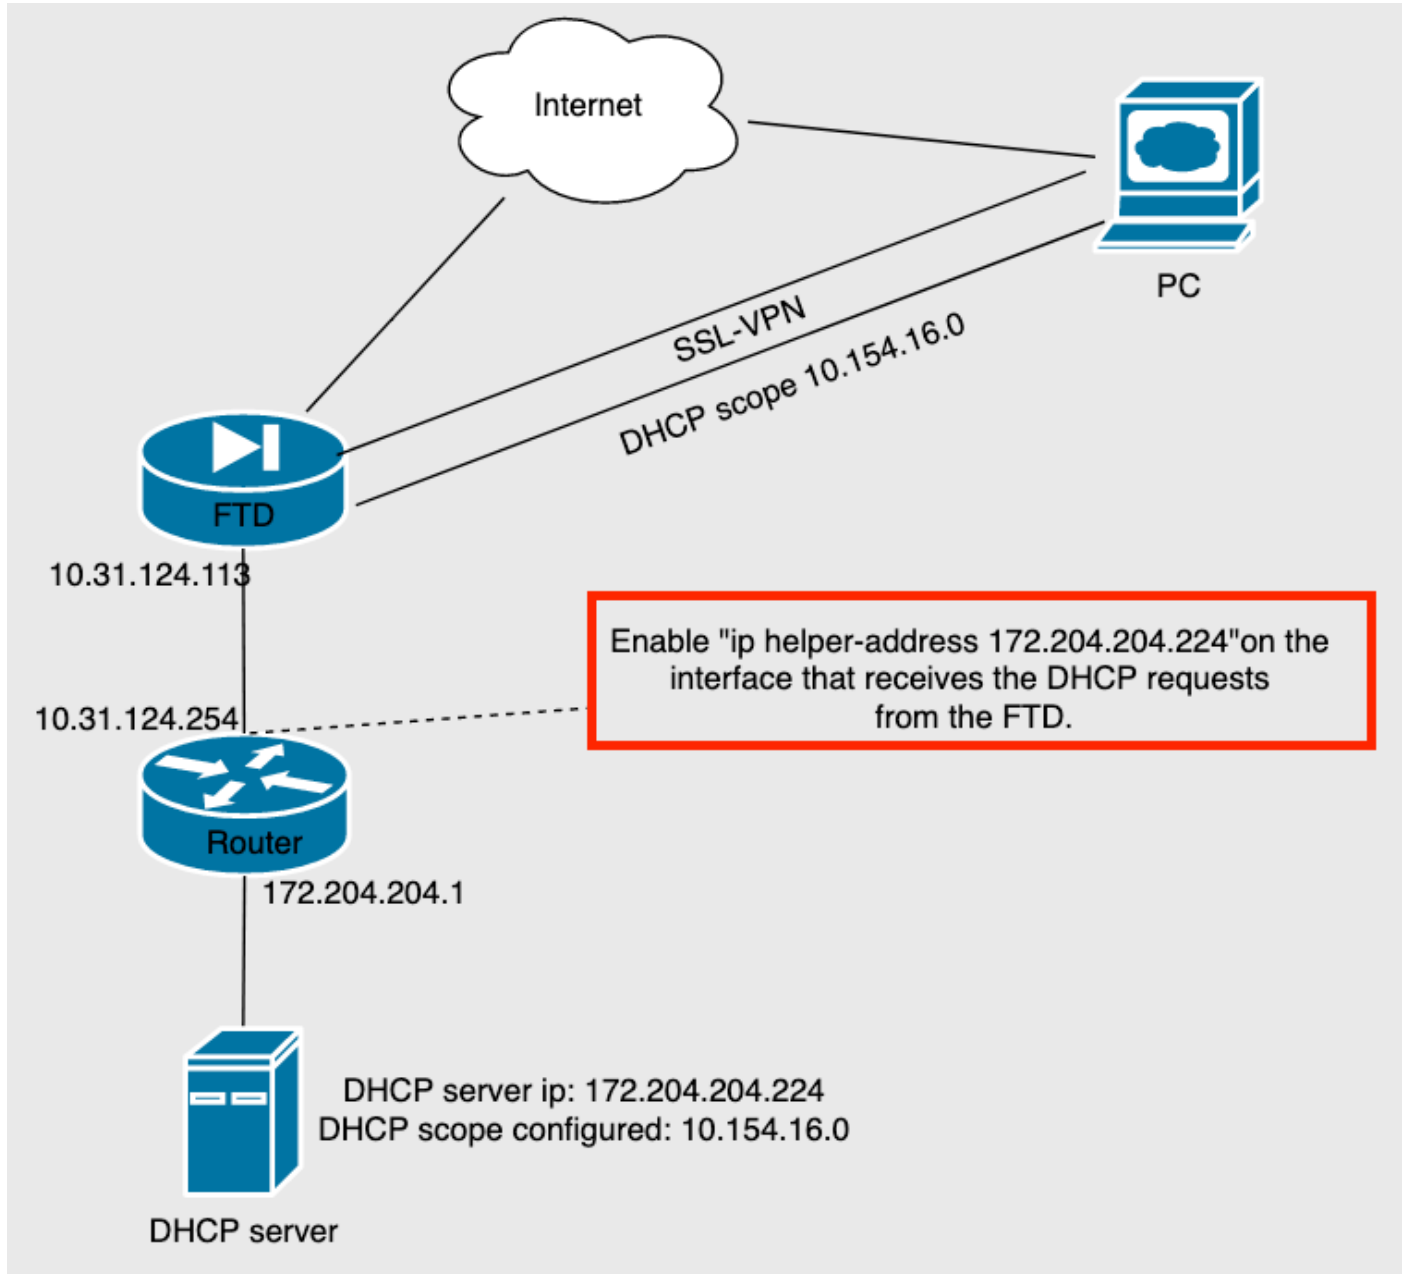 Internet
PC
SSL-VPN
DHCP scope 10.154.16.0
FTD
10.31.124.113
Enable "ip helper-address 172.204.204.224"on the
interface that receives the DHCP requests
from the FTD.
10.31.124.254
Router
172.204.204.1
DHCP server ip: 172.204.204.224
DHCP scope configured: 10.154.16.0
DHCP server